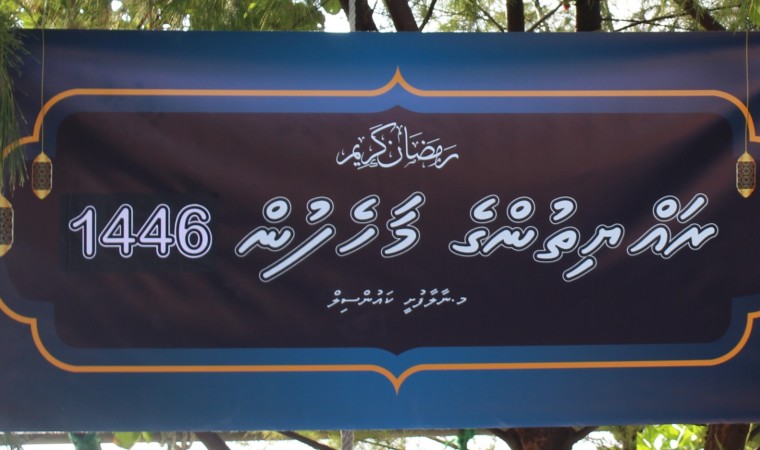 رمضان كريم
ރައްޔިތުންގެ މާހެފުން 1446
މ.ނާލާފުށީ ކައުންސިލް